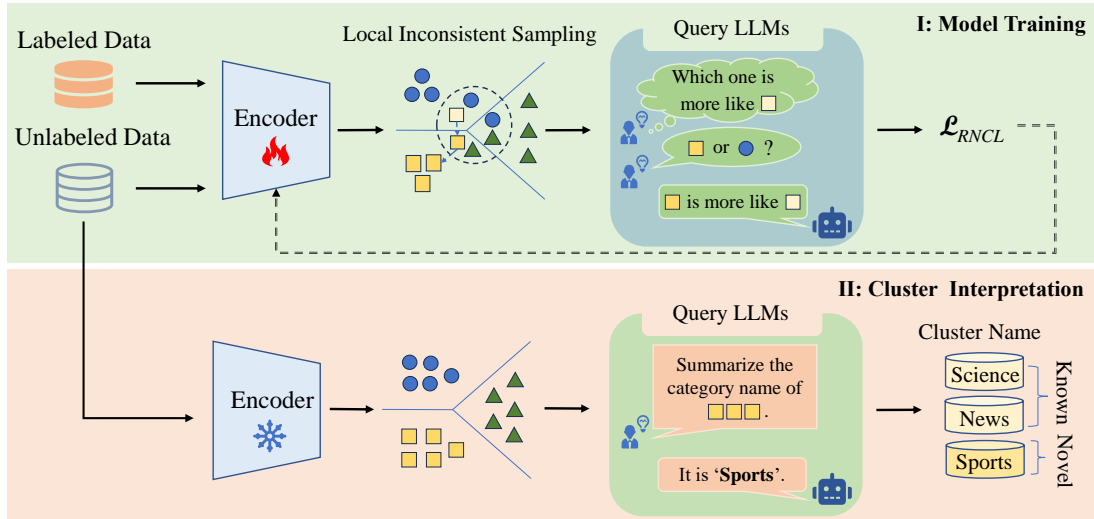 I: Model Training
Labeled Data
Unlabeled Data
Encoder
Local Inconsistent Sampling
Query LLMs
Which one is
more like
or ?
is more like
ℒRNCL
II: Cluster Interpretation
Encoder
Query LLMs
Summarize the
category name of
.
It is ‘Sports’.
Cluster Name
Science
News
Sports
Known
Novel